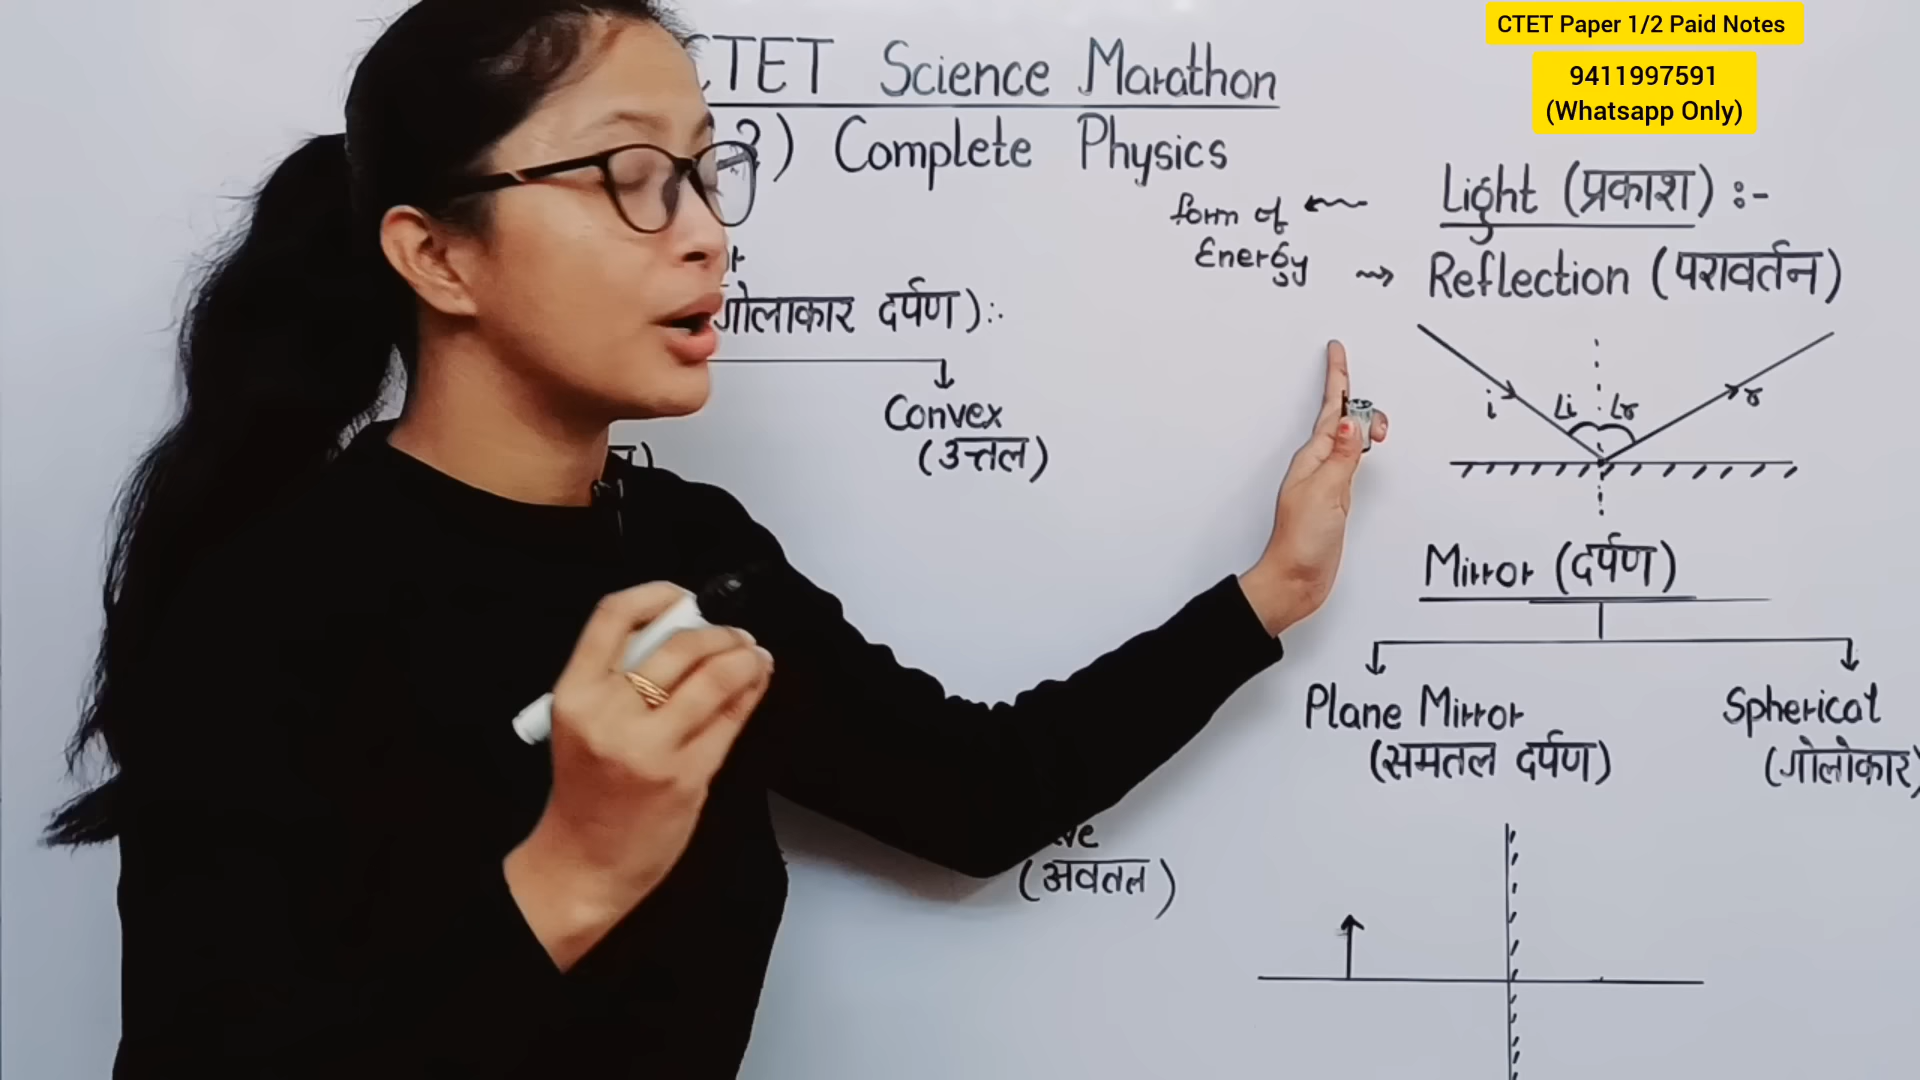 CTET Paper 1/2 Paid Notes
9411997591
(Whatsapp Only)
CTET Science Marathon
) Complete Physics
Light (प्रकाश) :-
form of
Energy
Reflection (परावर्तन)
गोलाकार दर्पण) :-
Convex
(उत्तल)
i
Li
Lr
r
Mirror (दर्पण)
Plane Mirror
(समतल दर्पण)
Spherical
(गोलोकार)
(अवतल)